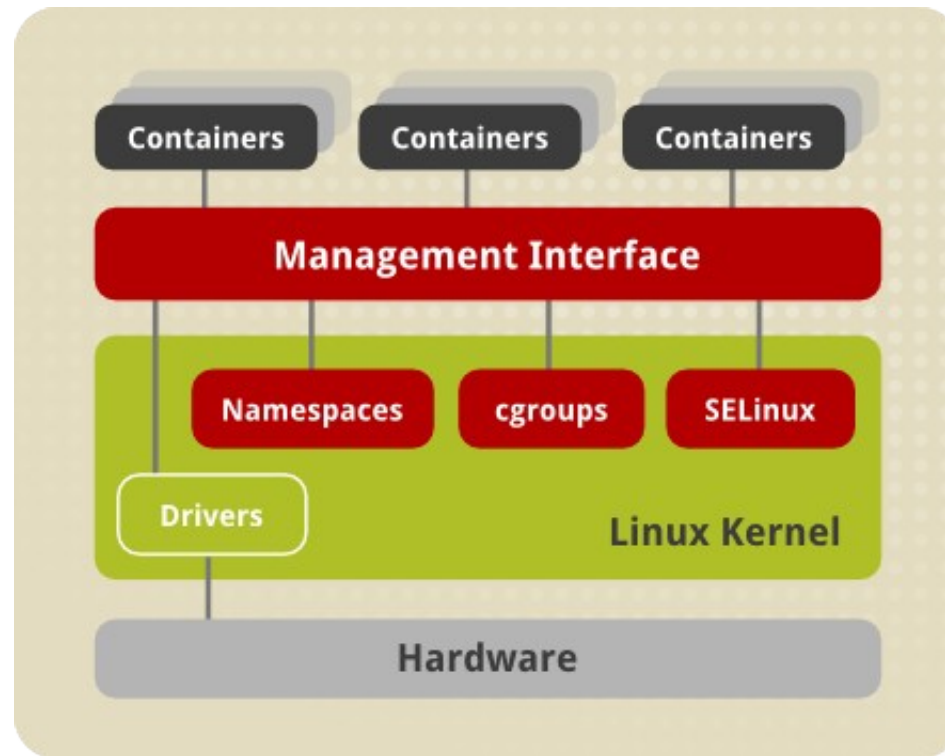 Containers
Containers
Containers
Management Interface
Namespaces
cgroups
SELinux
Drivers
Linux Kernel
Hardware